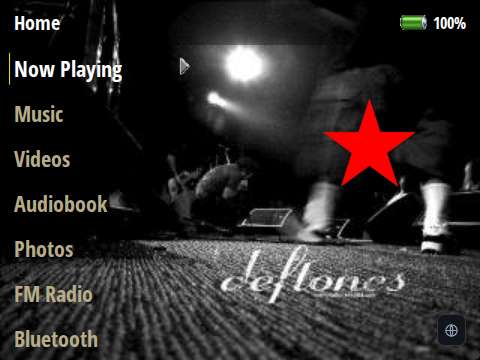 Home
100%
Now Playing
Music
Videos
Audiobook
Photos
FM Radio
Bluetooth
deftones